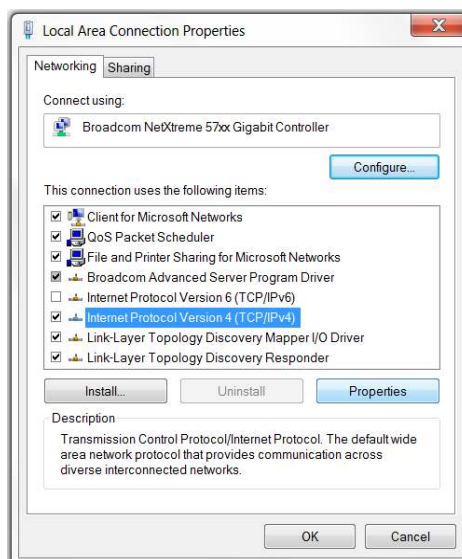 Local Area Connection Properties
Networking
Sharing
Connect using:
Broadcom NetXtreme 57xx Gigabit Controller
Configure...
This connection uses the following items:
Client for Microsoft Networks
QoS Packet Scheduler
File and Printer Sharing for Microsoft Networks
Broadcom Advanced Server Program Driver
Internet Protocol Version 6 (TCP/IPv6)
Internet Protocol Version 4 (TCP/IPv4)
Link-Layer Topology Discovery Mapper I/O Driver
Link-Layer Topology Discovery Responder
Install...
Uninstall
Properties
Description
Transmission Control Protocol/Internet Protocol. The default wide
area network protocol that provides communication across
diverse interconnected networks.
OK
Cancel